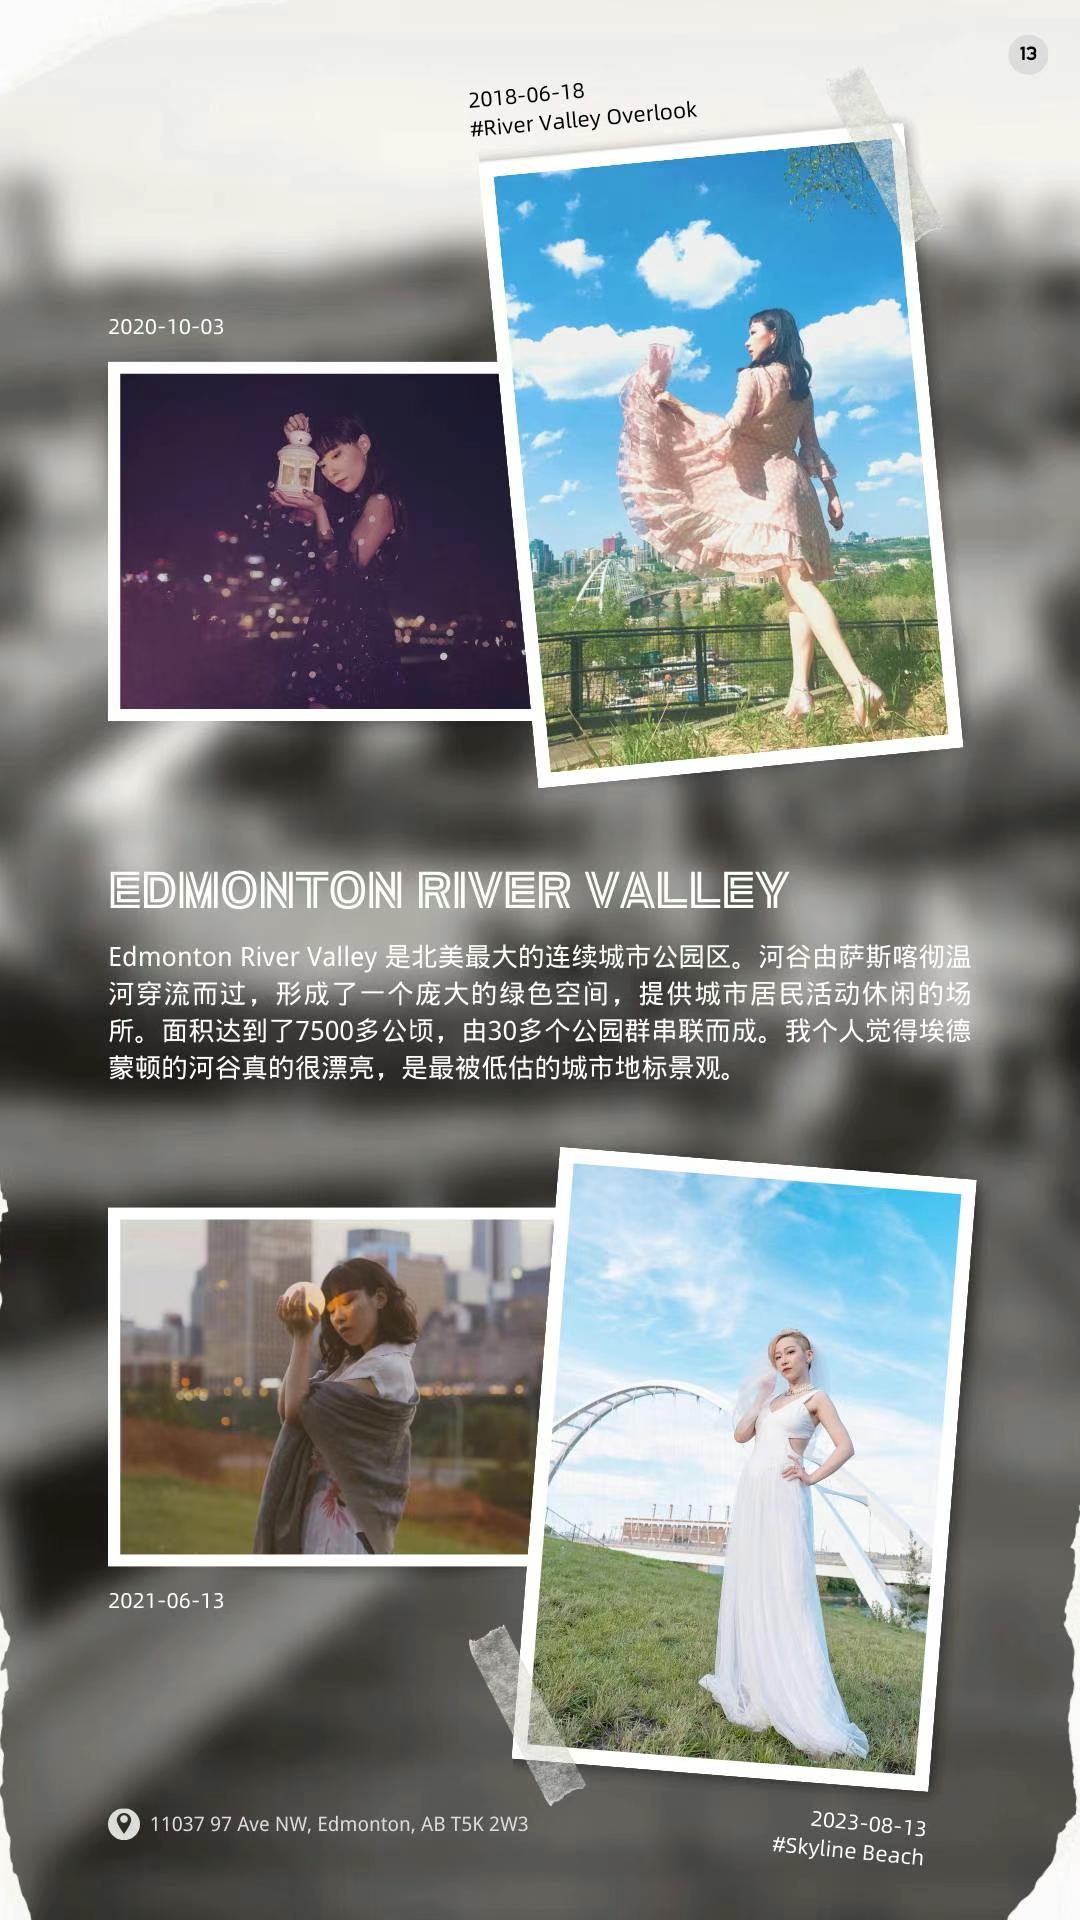 13
2018-06-18
#River Valley Overlook
2020-10-03
EDMONTON RIVER VALLEY
Edmonton River Valley 是北美最大的连续城市公园区。河谷由萨斯喀彻温
河穿流而过，形成了一个庞大的绿色空间，提供城市居民活动休闲的场
所。面积达到了7500多公顷，由30多个公园群串联而成。我个人觉得埃德
蒙顿的河谷真的很漂亮，是最被低估的城市地标景观。
2021-06-13
11037 97 Ave NW, Edmonton, AB T5K 2W3
2023-08-13
#Skyline Beach